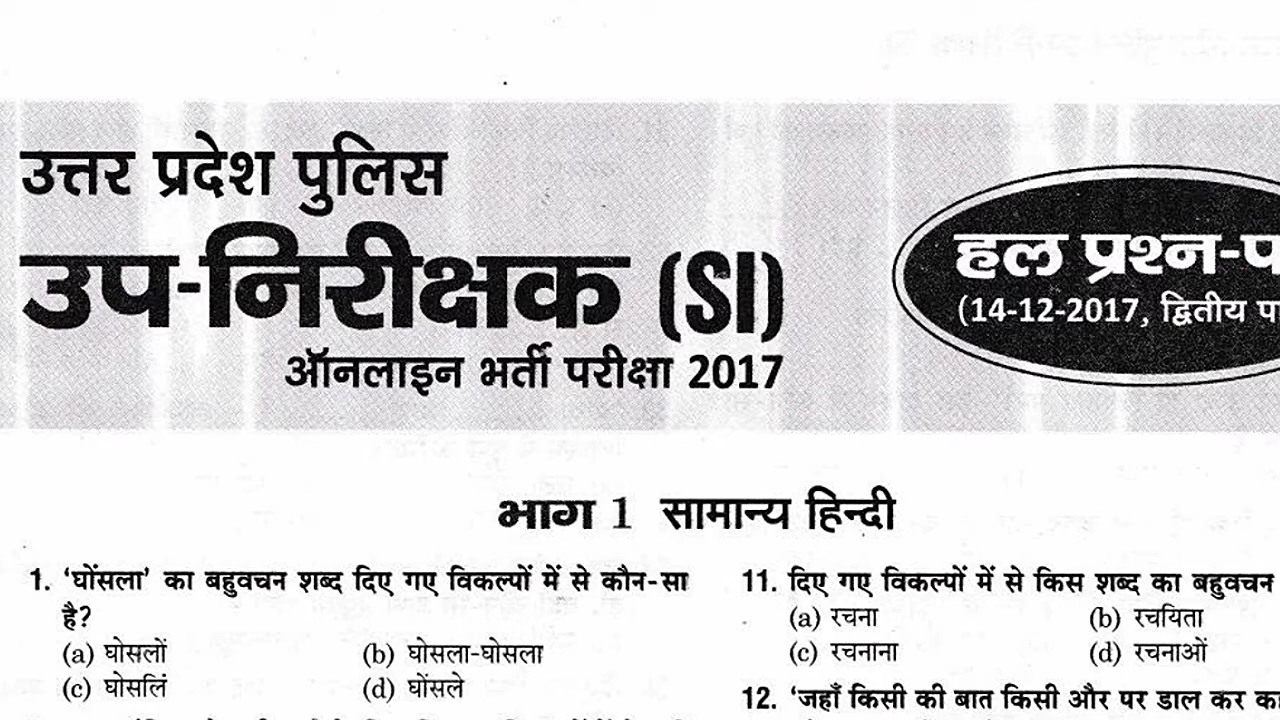 उत्तर प्रदेश पुलिस
उप-निरीक्षक (SI)
ऑनलाइन भर्ती परीक्षा 2017
हल प्रश्न-
(14-12-2017, द्वितीय
भाग 1 सामान्य हिन्दी
1. 'घोंसला' का बहुवचन शब्द दिए गए विकल्पों में से कौन-सा
है?
(a) घोसलों (b) घोसला-घोसला
(c) घोसलिं (d) घोंसले
11. दिए गए विकल्पों में से किस शब्द का बहुवचन
(a) रचना (b) रचयिता
(c) रचनाना (d) रचनाओं
12. 'जहाँ किसी की बात किसी और पर डाल कर